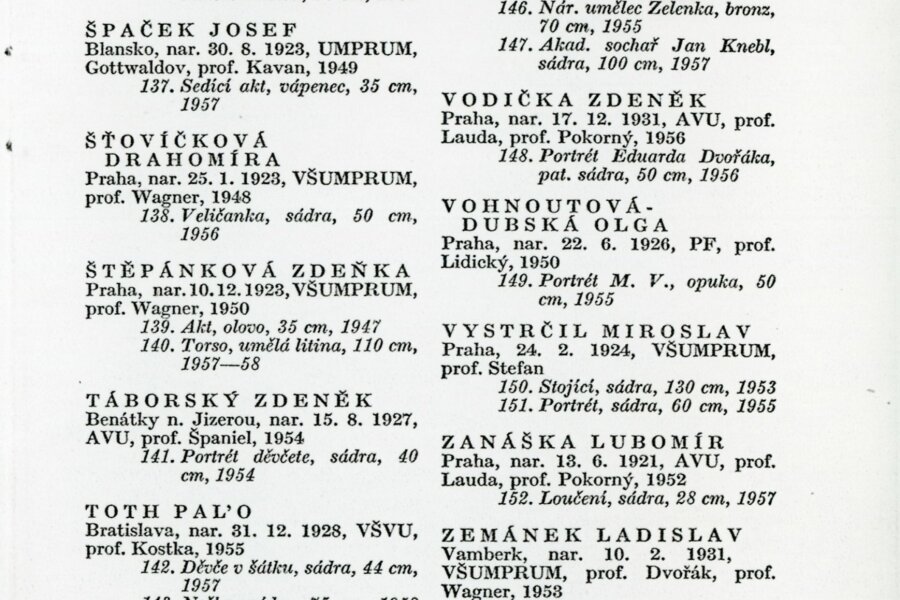 ŠPAČEK JOSEF
Blansko, nar. 30. 8. 1923, UMPRUM,
Gottwaldov, prof. Kavan, 1949
137. Sedící akt, vápenec, 35 cm,
1957
ŠŤOVÍČKOVÁ
DRAHOMÍRA
Praha, nar. 25. 1. 1923, VŠUMPRUM,
prof. Wagner, 1948
138. Veličanka, sádra, 50 cm,
1956
ŠTĚPÁNKOVÁ ZDEŇKA
Praha, nar. 10. 12. 1923, VŠUMPRUM,
prof. Wagner, 1950
139. Akt, olovo, 35 cm, 1947
140. Torso, umělá litina, 110 cm,
1957—58
TÁBORSKÝ ZDENĚK
Benátky n. Jizerou, nar. 15. 8. 1927,
AVU, prof. Španiel, 1954
141. Portrét děvčete, sádra, 40
cm, 1954
TOTH PAĽO
Bratislava, nar. 31. 12. 1928, VŠVU,
prof. Kostka, 1955
142. Děvče v šátku, sádra, 44 cm,
1957
146. Nár. umělec Zelenka, bronz,
70 cm, 1955
147. Akad. sochař Jan Knebl,
sádra, 100 cm, 1957
VODIČKA ZDENĚK
Praha, nar. 17. 12. 1931, AVU, prof.
Lauda, prof. Pokorný, 1956
148. Portrét Eduarda Dvořáka,
pat. sádra, 50 cm, 1956
VOHNOUTOVÁ-
DUBSKÁ OLGA
Praha, nar. 22. 6. 1926, PF, prof.
Lidický, 1950
149. Portrét M. V., opuka, 50
cm, 1955
VYSTRČIL MIROSLAV
Praha, 24. 2. 1924, VŠUMPRUM,
prof. Stefan
150. Stojící, sádra, 130 cm, 1953
151. Portrét, sádra, 60 cm, 1955
ZANÁŠKA LUBOMÍR
Praha, nar. 13. 6. 1921, AVU, prof.
Lauda, prof. Pokorný, 1952
152. Loučení, sádra, 28 cm, 1957
ZEMÁNEK LADISLAV
Vamberk, nar. 10. 2. 1931,
VŠUMPRUM, prof. Dvořák, prof.
Wagner, 1953